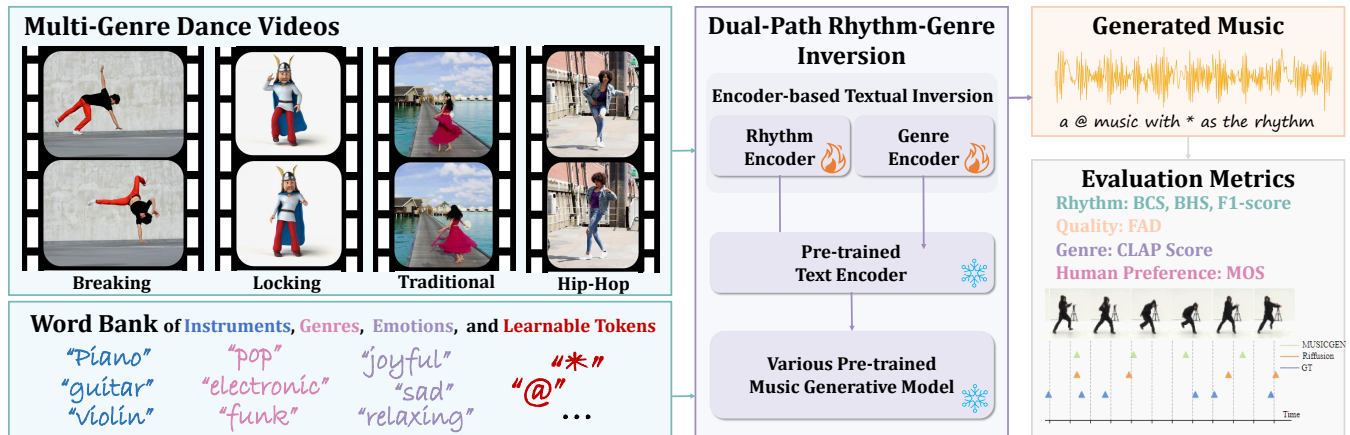 Multi-Genre Dance Videos
Breaking
Locking
Traditional
Hip-Hop
Word Bank of Instruments, Genres, Emotions, and Learnable Tokens
"Piano"
"guitar"
"violin"
"pop"
"electronic"
"funk"
"joyful"
"sad"
"relaxing"
"*"
"@"
...
Dual-Path Rhythm-Genre
Inversion
Encoder-based Textual Inversion
Rhythm
Encoder
Genre
Encoder
Pre-trained
Text Encoder
Various Pre-trained
Music Generative Model
Generated Music
a @ music with * as the rhythm
Evaluation Metrics
Rhythm: BCS, BHS, F1-score
Quality: FAD
Genre: CLAP Score
Human Preference: MOS
MUSICGEN
Riffusion
GT
Time